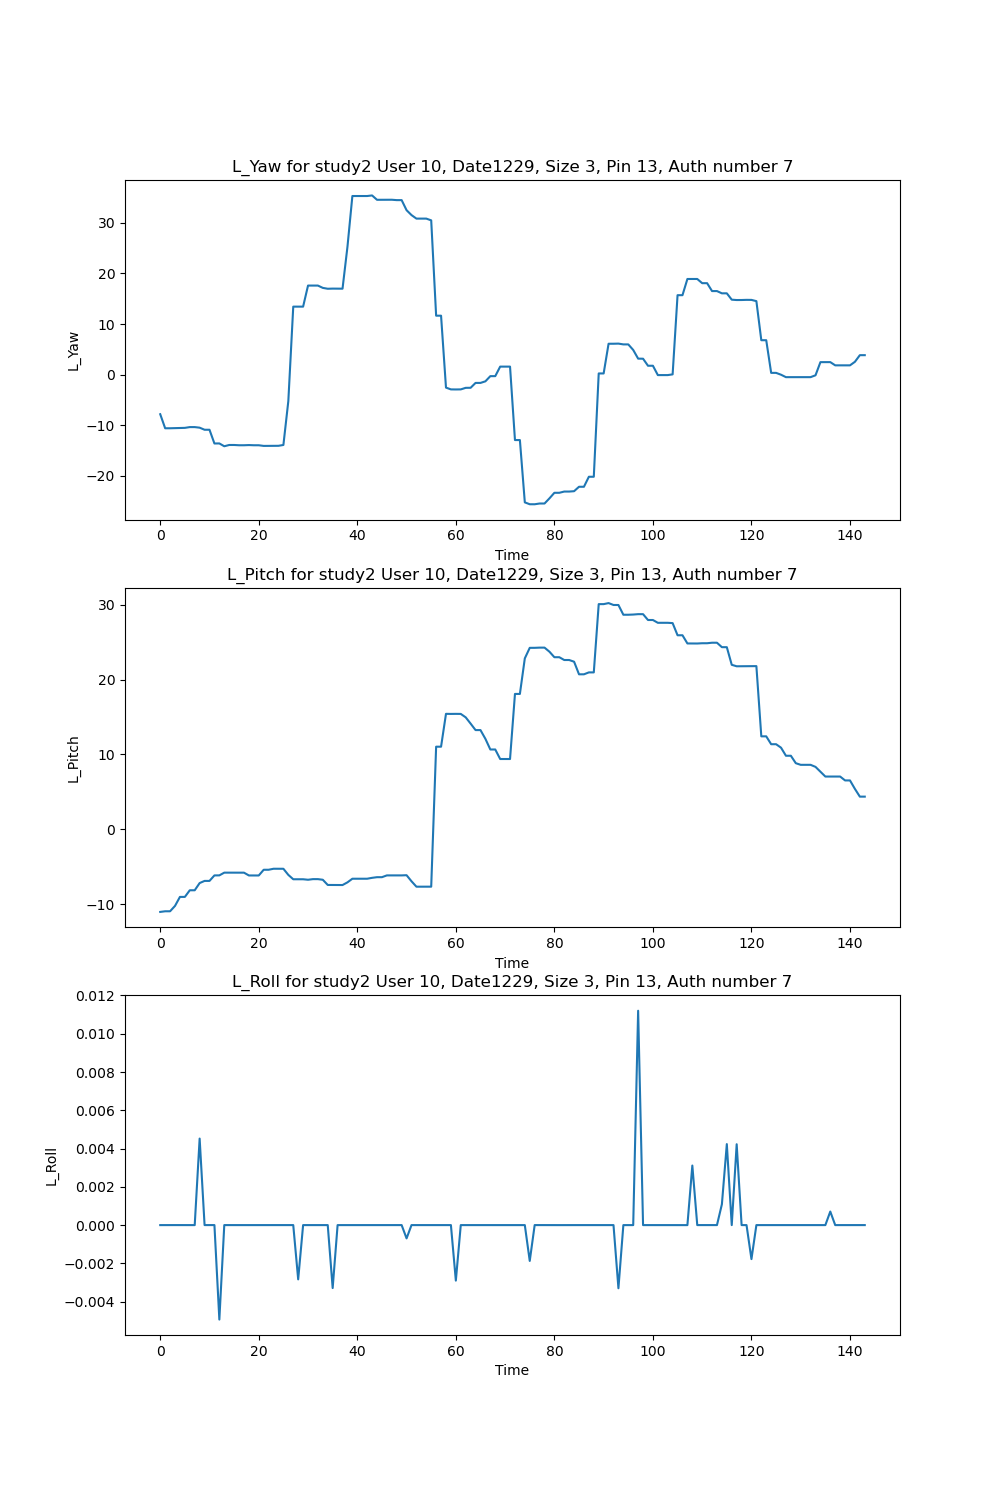 L_Yaw for study2 User 10, Date1229, Size 3, Pin 13, Auth number 7
30
20
10
0
−10
−20
L_Yaw
0 20 40 60 80 100 120 140
Time
L_Pitch for study2 User 10, Date1229, Size 3, Pin 13, Auth number 7
30
20
10
0
−10
L_Pitch
0 20 40 60 80 100 120 140
Time
L_Roll for study2 User 10, Date1229, Size 3, Pin 13, Auth number 7
0.012
0.010
0.008
0.006
0.004
0.002
0.000
−0.002
−0.004
L_Roll
0 20 40 60 80 100 120 140
Time